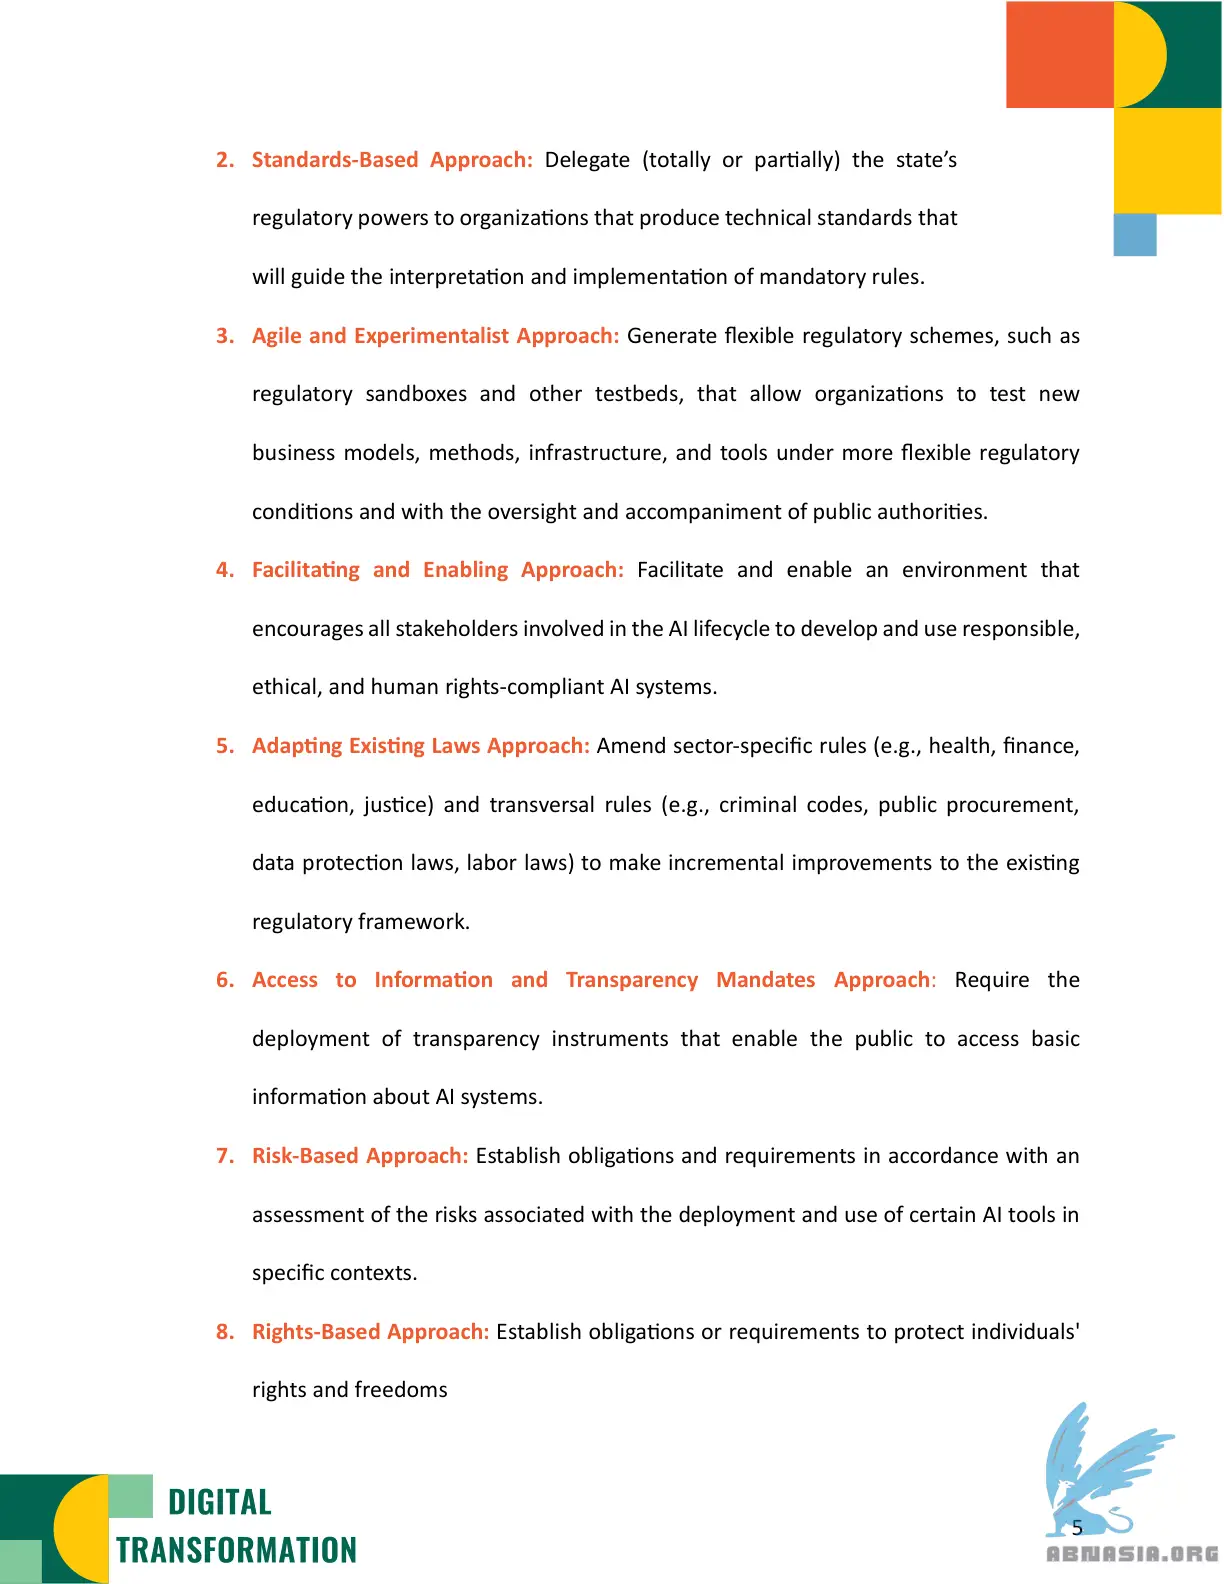 2. Standards-Based Approach: Delegate (totally or partially) the state’s
regulatory powers to organizations that produce technical standards that
will guide the interpretation and implementation of mandatory rules.
3. Agile and Experimentalist Approach: Generate flexible regulatory schemes, such as
regulatory sandboxes and other testbeds, that allow organizations to test new
business models, methods, infrastructure, and tools under more flexible regulatory
conditions and with the oversight and accompaniment of public authorities.
4. Facilitating and Enabling Approach: Facilitate and enable an environment that
encourages all stakeholders involved in the AI lifecycle to develop and use responsible,
ethical, and human rights-compliant AI systems.
5. Adapting Existing Laws Approach: Amend sector-specific rules (e.g., health, finance,
education, justice) and transversal rules (e.g., criminal codes, public procurement,
data protection laws, labor laws) to make incremental improvements to the existing
regulatory framework.
6. Access to Information and Transparency Mandates Approach: Require the
deployment of transparency instruments that enable the public to access basic
information about AI systems.
7. Risk-Based Approach: Establish obligations and requirements in accordance with an
assessment of the risks associated with the deployment and use of certain AI tools in
specific contexts.
8. Rights-Based Approach: Establish obligations or requirements to protect individuals'
rights and freedoms
DIGITAL
TRANSFORMATION
5
ABNASIA.ORG